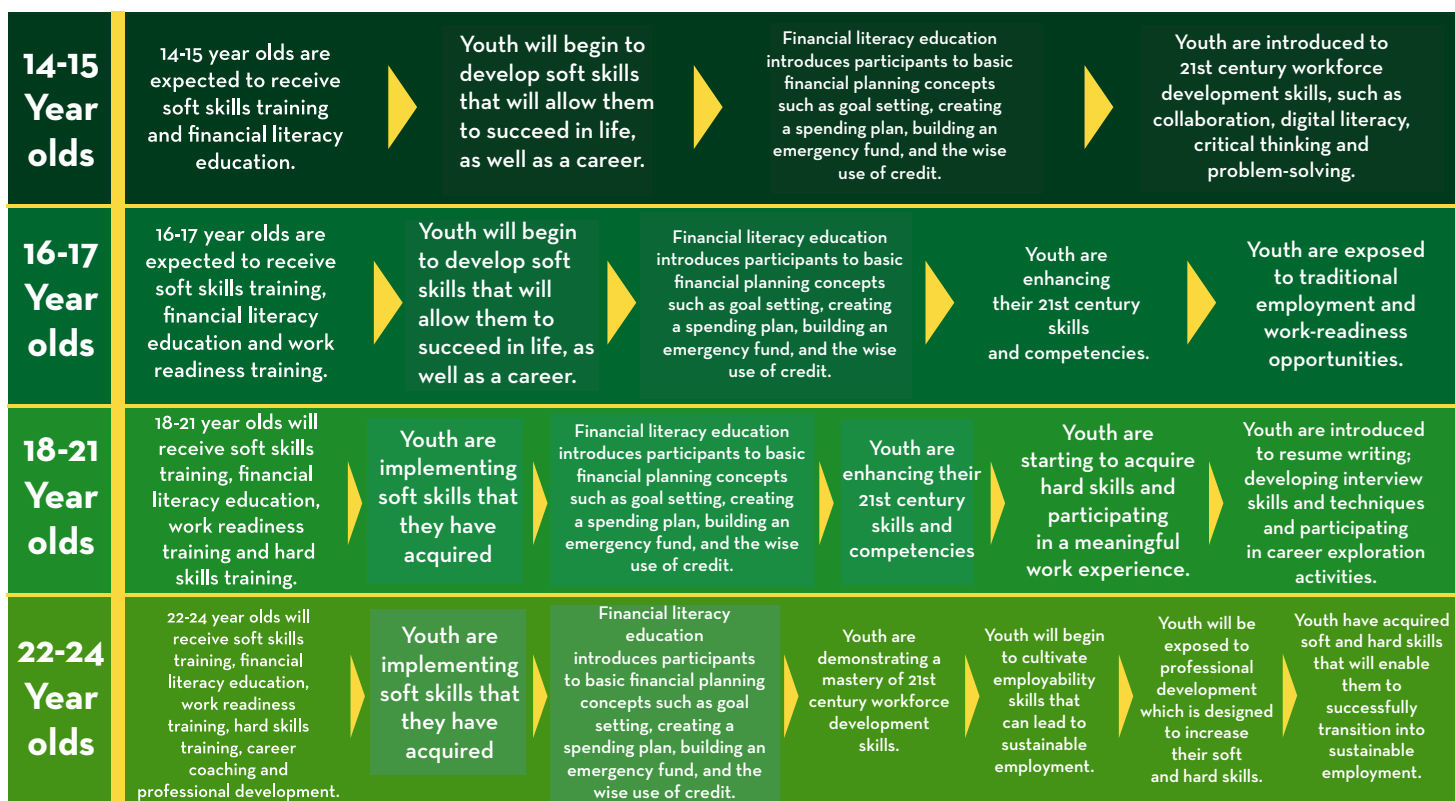 14-15
Year
olds
14-15 year olds are
expected to receive
soft skills training
and financial literacy
education.
Youth will begin to
develop soft skills
that will allow them
to succeed in life,
as well as a career.
Financial literacy education
introduces participants to basic
financial planning concepts
such as goal setting, creating
a spending plan, building an
emergency fund, and the wise
use of credit.
Youth are introduced to
21st century workforce
development skills, such as
collaboration, digital literacy,
critical thinking and
problem-solving.
16-17
Year
olds
16-17 year olds are
expected to receive
soft skills training,
financial literacy
education and work
readiness training.
Youth will begin
to develop soft
skills that will
allow them to
succeed in life, as
well as a career.
Financial literacy education
introduces participants to basic
financial planning concepts
such as goal setting, creating
a spending plan, building an
emergency fund, and the wise
use of credit.
Youth are
enhancing
their 21st century
skills
and competencies.
Youth are exposed
to traditional
employment and
work-readiness
opportunities.
18-21
Year
olds
18-21 year olds will
receive soft skills
training, financial
literacy education,
work readiness
training and hard
skills training.
Youth are
implementing
soft skills that
they have
acquired
Financial literacy education
introduces participants to basic
financial planning concepts
such as goal setting, creating
a spending plan, building an
emergency fund, and the wise
use of credit.
Youth are
enhancing their
21st century
skills and
competencies
Youth are
starting to acquire
hard skills and
participating
in a meaningful
work experience.
Youth are introduced
to resume writing;
developing interview
skills and techniques
and participating
in career exploration
activities.
22-24
Year
olds
22-24 year olds will
receive soft skills
training, financial
literacy education,
work readiness
training, hard skills
training, career
coaching and
professional development.
Youth are
implementing
soft skills that
they have
acquired
Financial literacy
education
introduces participants
to basic financial planning
concepts such as goal
setting, creating a
spending plan, building an
emergency fund, and the
wise use of credit.
Youth are
demonstrating a
mastery of 21st
century workforce
development
skills.
Youth will begin
to cultivate
employability
skills that
can lead to
sustainable
employment.
Youth will be
exposed to
professional
development
which is designed
to increase
their soft
and hard skills.
Youth have acquired
soft and hard skills
that will enable
them to
successfully
transition into
sustainable
employment.